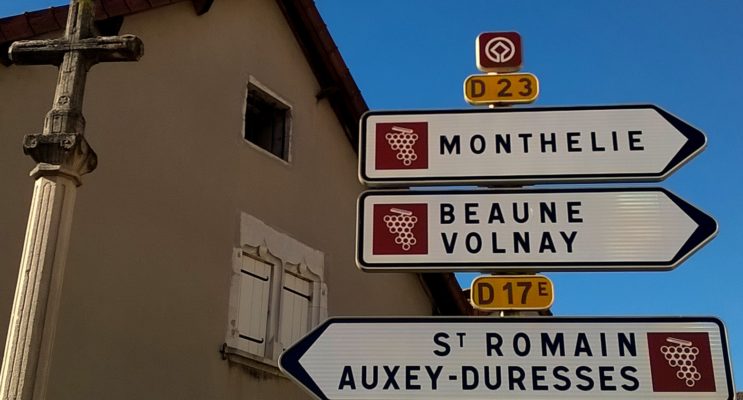 D 23
MONTHELIE
BEAUNE
VOLNAY
D 17E
ST ROMAIN
AUXEY-DURESSES